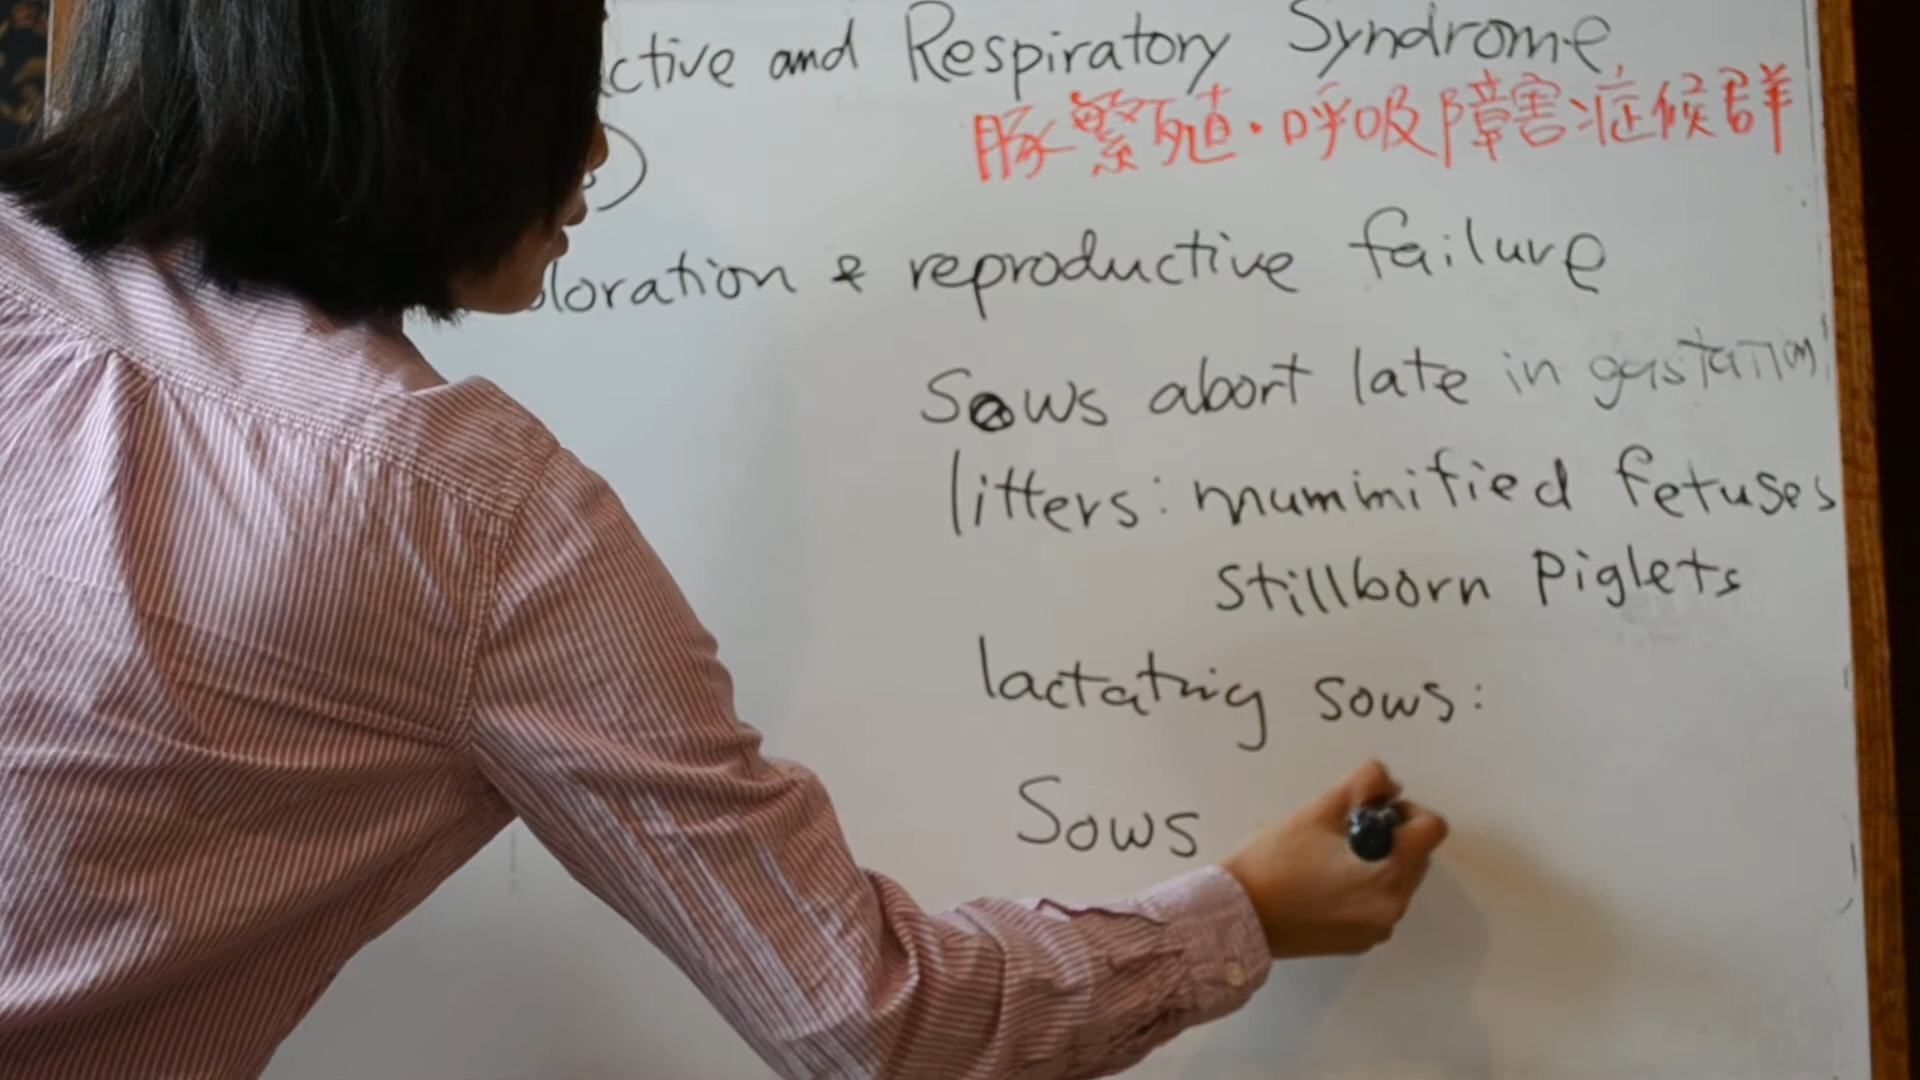 ctive and Respiratory Syndrome
豚繁殖・呼吸障害症候群
)
loration & reproductive failure
Sows abort late in gestation
litters: mummified fetuses
stillborn piglets
lactating sows:
Sows